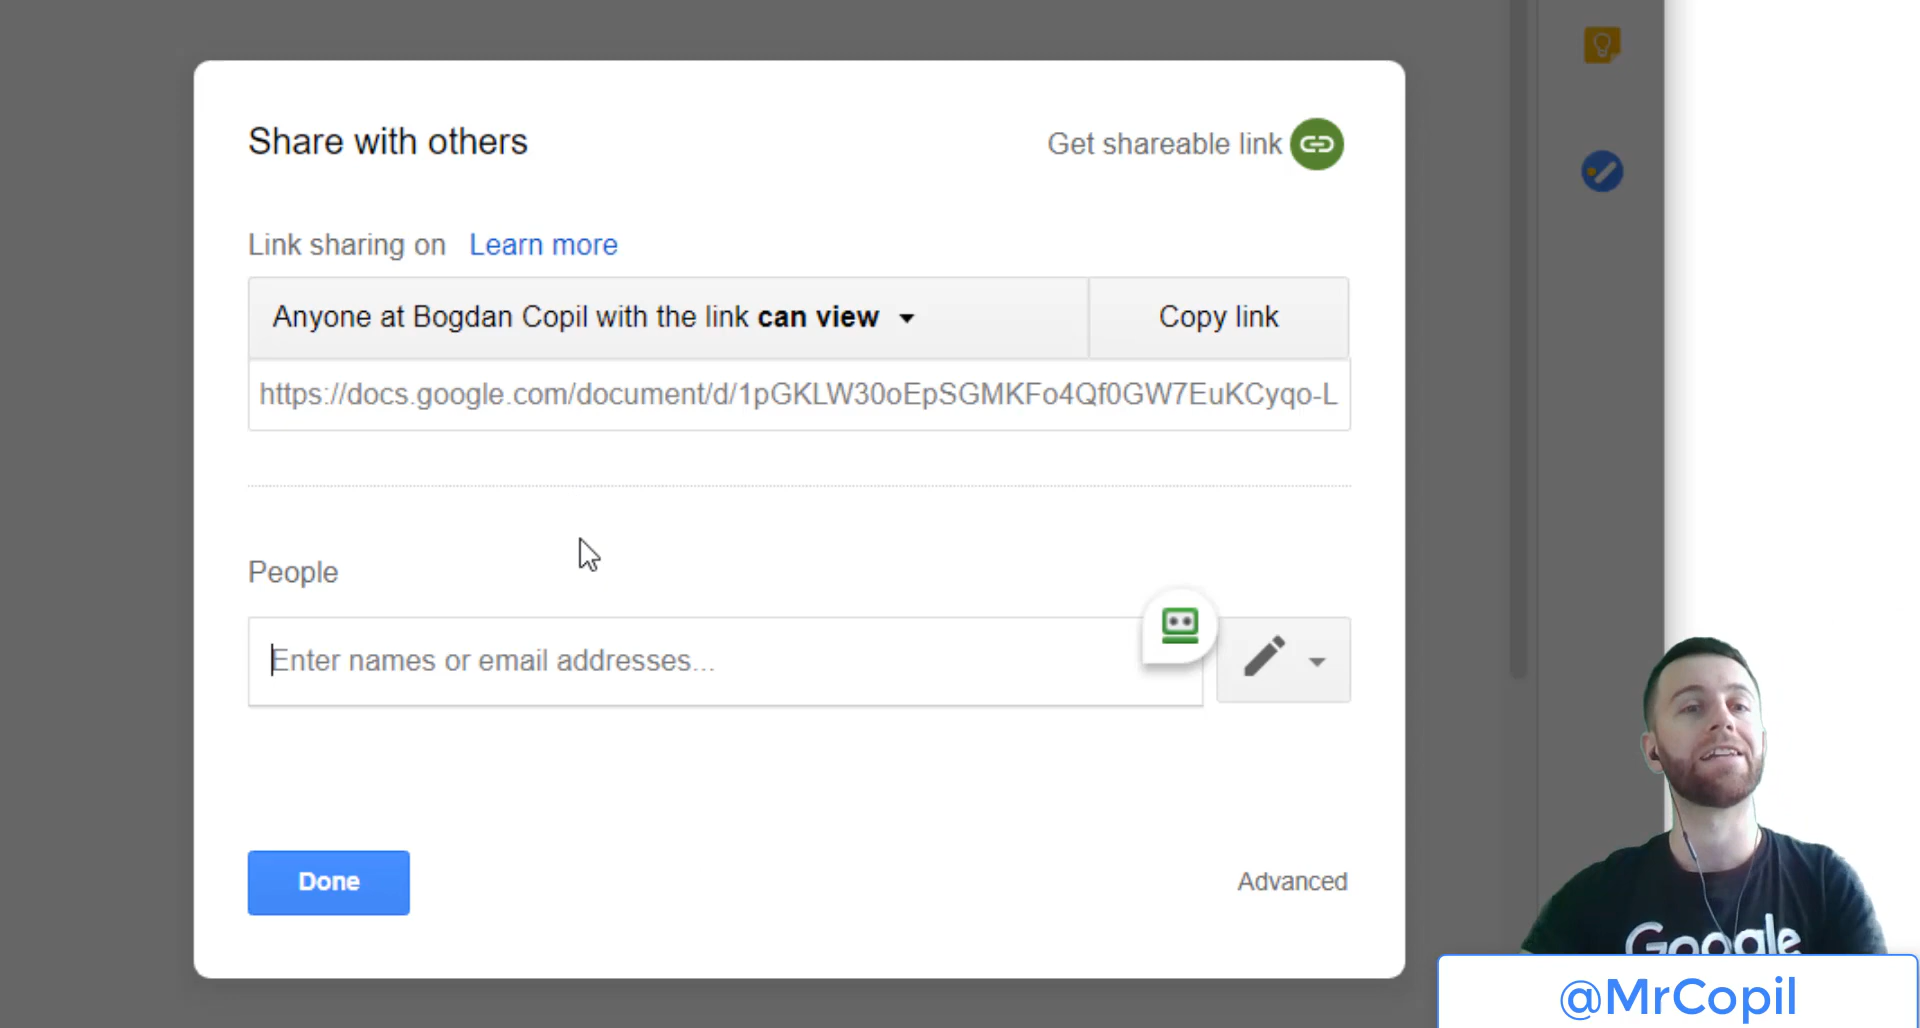 Share with others
Get shareable link
Link sharing on Learn more
Anyone at Bogdan Copil with the link can view
Copy link
https://docs.google.com/document/d/1pGKLW30oEpSGMKFo4Qf0GW7EuKCyqo-L
People
Enter names or email addresses...
Done
Advanced
Google
@MrCopil